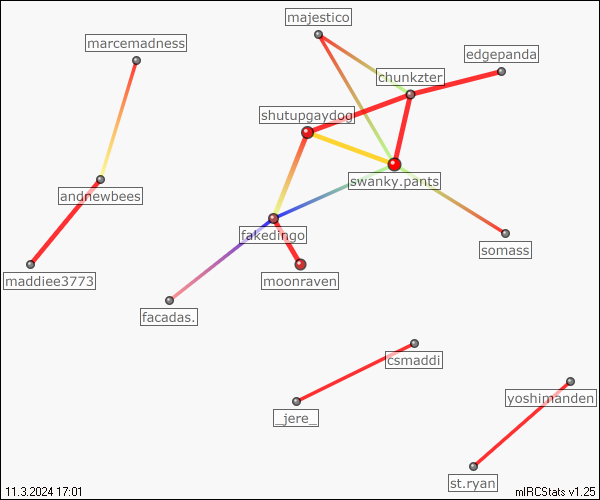 majestico
marcemadness
edgepanda
chunkzter
shutupgaydog
swanky.pants
andnewbees
fakedingo
somass
maddiee3773
moonraven
facadas.
csmaddi
yoshimanden
_jere_
st.ryan
11.3.2024 17:01
mIRCStats v1.25